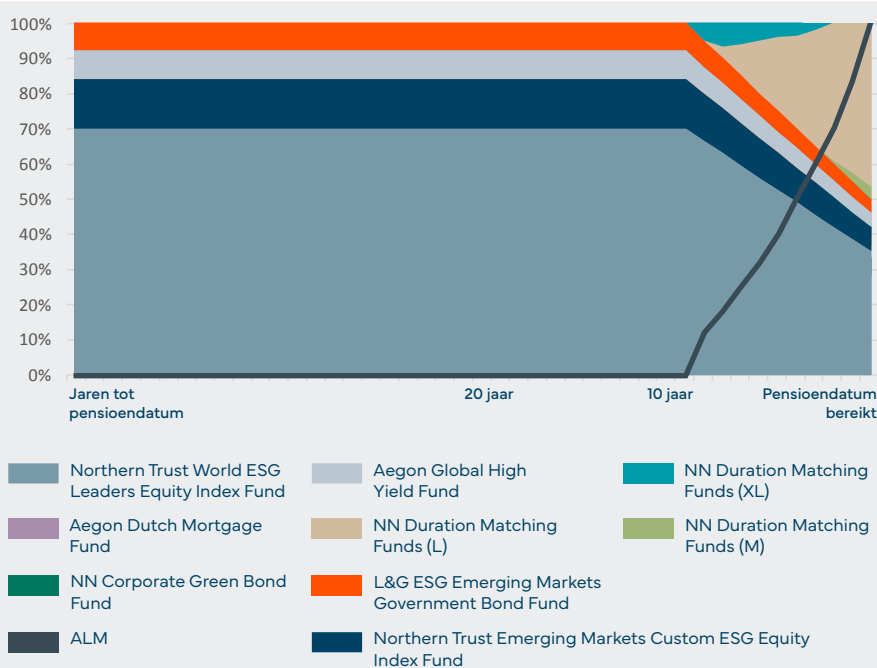 100%
90%
80%
70%
60%
50%
40%
30%
20%
10%
0%
Jaren tot
pensioendatum
20 jaar
10 jaar
Pensioendatum
bereikt
Northern Trust World ESG
Leaders Equity Index Fund
Aegon Global High
Yield Fund
NN Duration Matching
Funds (XL)
Aegon Dutch Mortgage
Fund
NN Duration Matching
Funds (L)
NN Duration Matching
Funds (M)
NN Corporate Green Bond
Fund
L&G ESG Emerging Markets
Government Bond Fund
ALM
Northern Trust Emerging Markets Custom ESG Equity
Index Fund